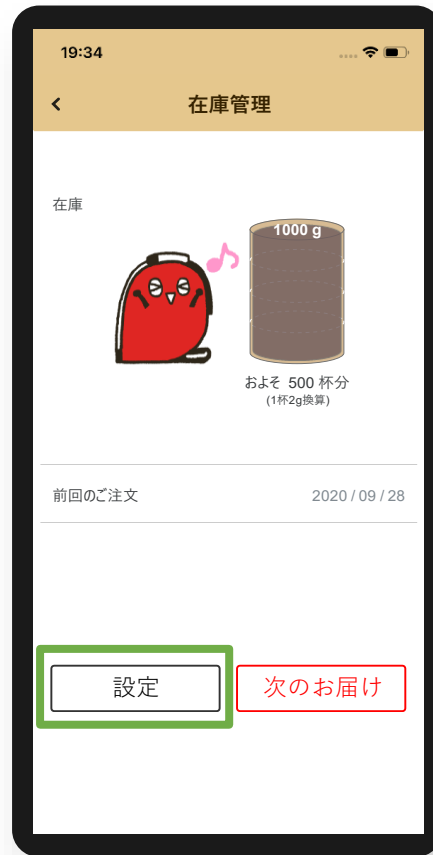 19:34
在庫管理
在庫
1000 g
およそ 500 杯分
(1杯2g換算)
前回のご注文 2020 / 09 / 28
設定 次のお届け